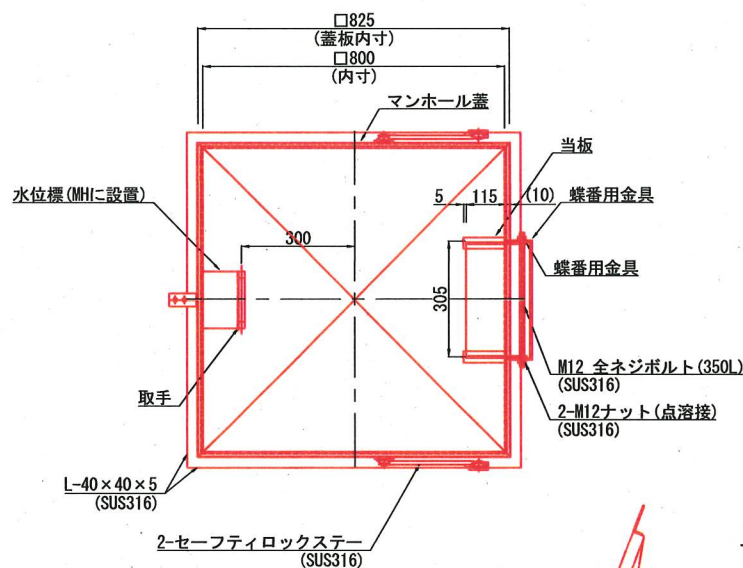 □825
(蓋板内寸)
□800
(内寸)
マンホール蓋
当板
水位標(MHに設置)
5
115
(10)
蝶番用金具
300
蝶番用金具
305
M12 全ネジボルト(350L)
(SUS316)
取手
2-M12ナット(点溶接)
(SUS316)
L-40×40×5
(SUS316)
2-セーフティロックステー
(SUS316)